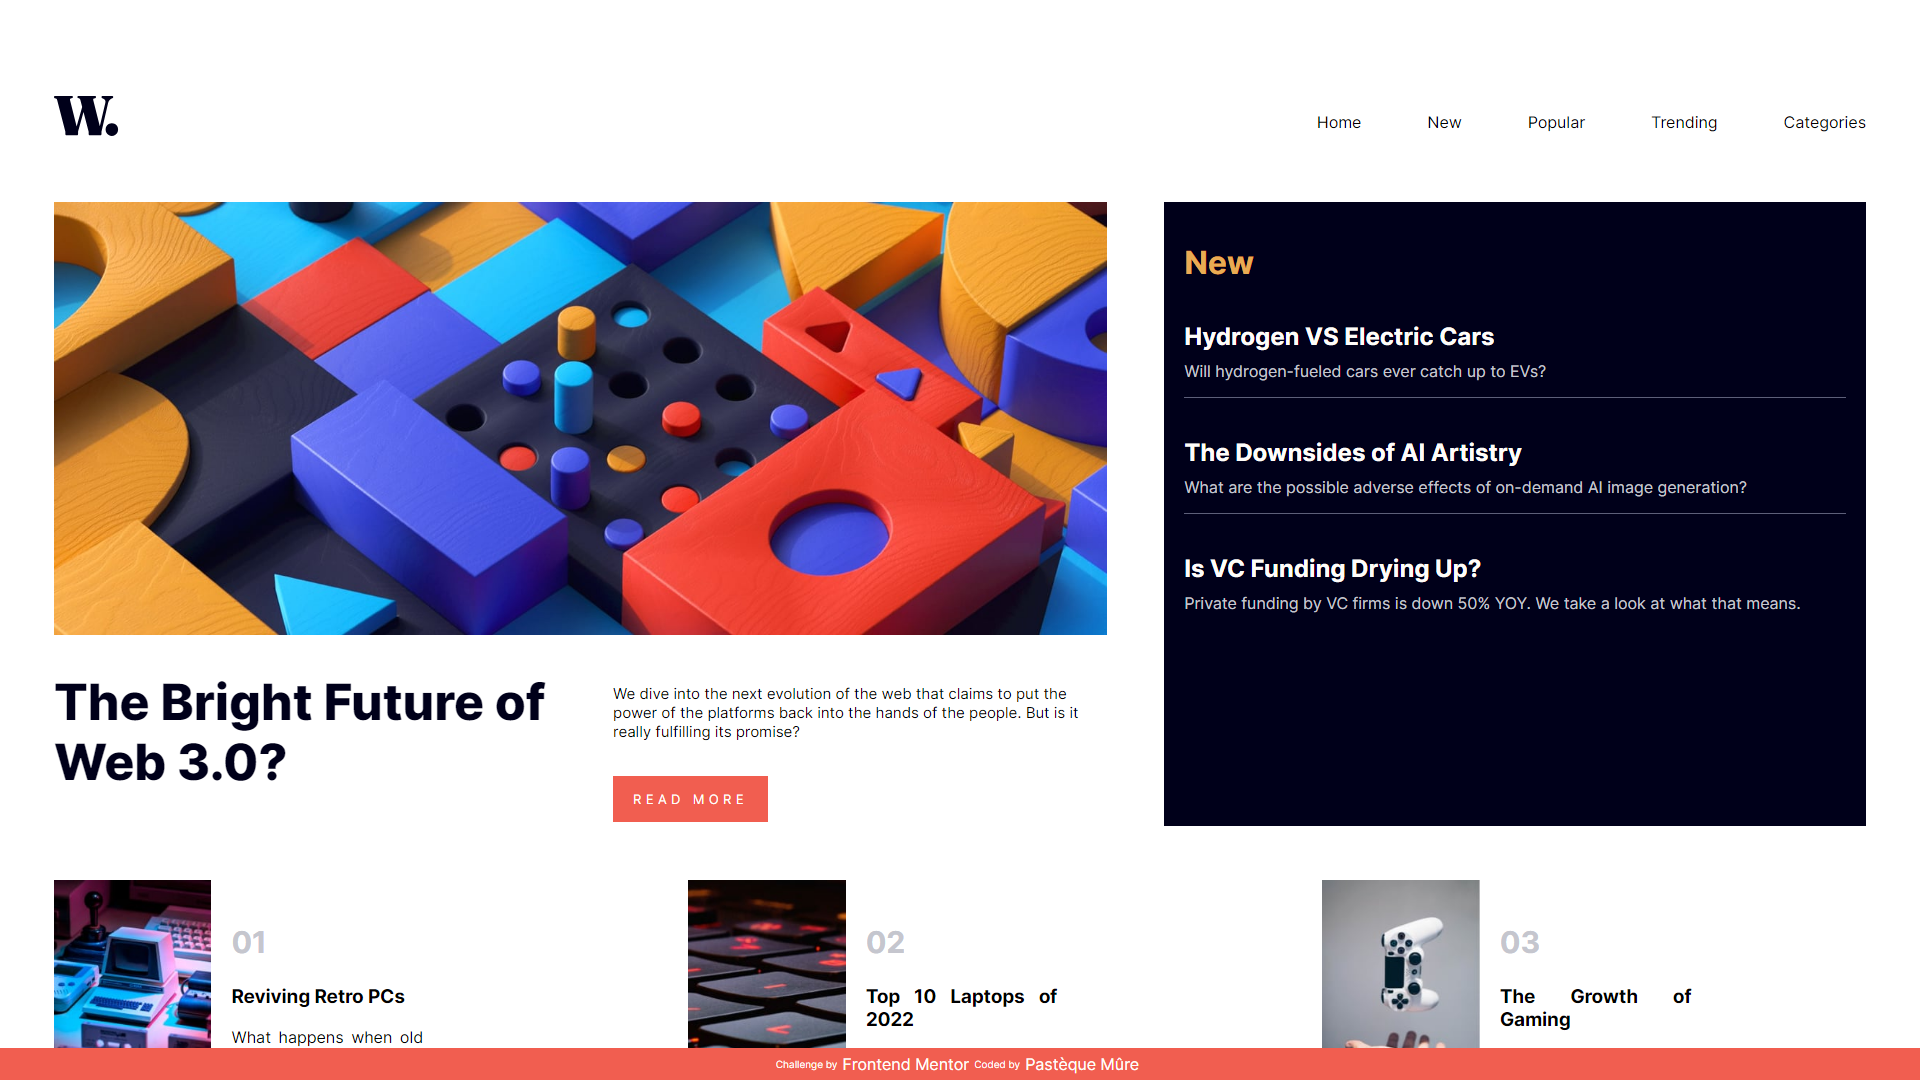 W.
Home New Popular Trending Categories
New
Hydrogen VS Electric Cars
Will hydrogen-fueled cars ever catch up to EVs?
The Downsides of AI Artistry
What are the possible adverse effects of on-demand AI image generation?
Is VC Funding Drying Up?
Private funding by VC firms is down 50% YOY. We take a look at what that means.
The Bright Future of
Web 3.0?
We dive into the next evolution of the web that claims to put the
power of the platforms back into the hands of the people. But is it
really fulfilling its promise?
READ MORE
01
Reviving Retro PCs
What happens when old
02
Top 10 Laptops of
2022
03
The Growth of
Gaming
Challenge by Frontend Mentor Coded by Pastèque Mûre